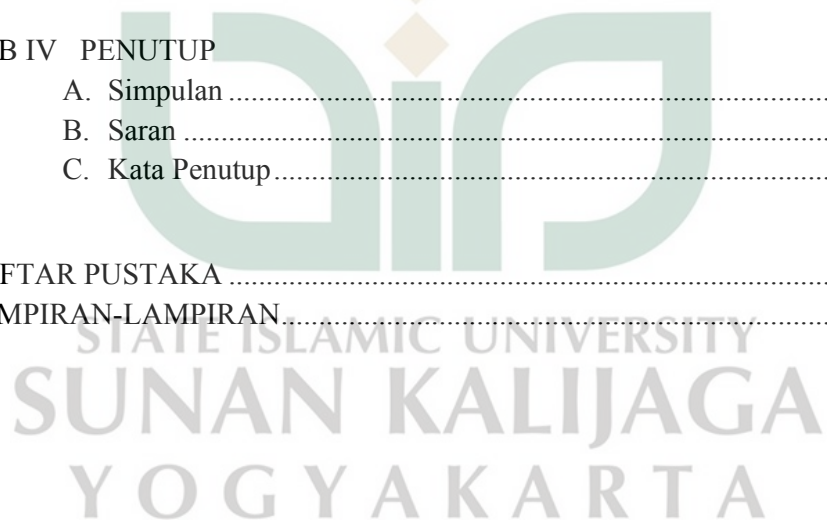 B IV PENUTUP
A. Simpulan ................................................................................
B. Saran ......................................................................................
C. Kata Penutup..........................................................................
FTAR PUSTAKA ................................................................................
MPIRAN-LAMPIRAN.........................................................................
STATE ISLAMIC UNIVERSITY
SUNAN KALIJAGA
YOGYAKARTA